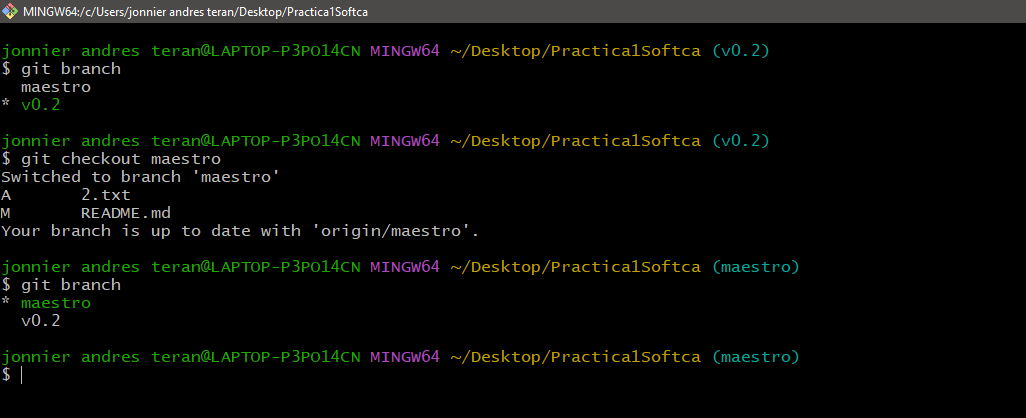 MINGW64:/c/Users/jonnier andres teran/Desktop/Practica1Softca
jonnier andres teran@LAPTOP-P3PO14CN MINGW64 ~/Desktop/Practica1Softca (v0.2)
$ git branch
  maestro
* v0.2
jonnier andres teran@LAPTOP-P3PO14CN MINGW64 ~/Desktop/Practica1Softca (v0.2)
$ git checkout maestro
Switched to branch 'maestro'
A       2.txt
M       README.md
Your branch is up to date with 'origin/maestro'.
jonnier andres teran@LAPTOP-P3PO14CN MINGW64 ~/Desktop/Practica1Softca (maestro)
$ git branch
* maestro
  v0.2
jonnier andres teran@LAPTOP-P3PO14CN MINGW64 ~/Desktop/Practica1Softca (maestro)
$